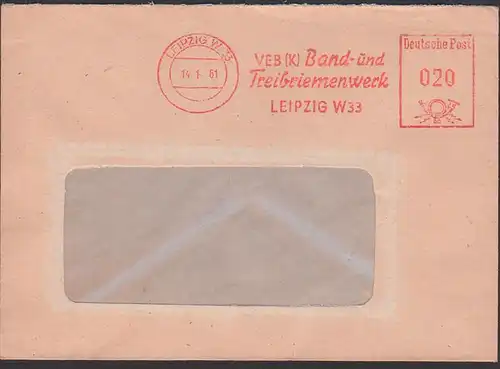 LEIPZIG W 33
14.1.61
VEB (K) Band- und
Treibriemenwerk
LEIPZIG W33
Deutsche Post
020